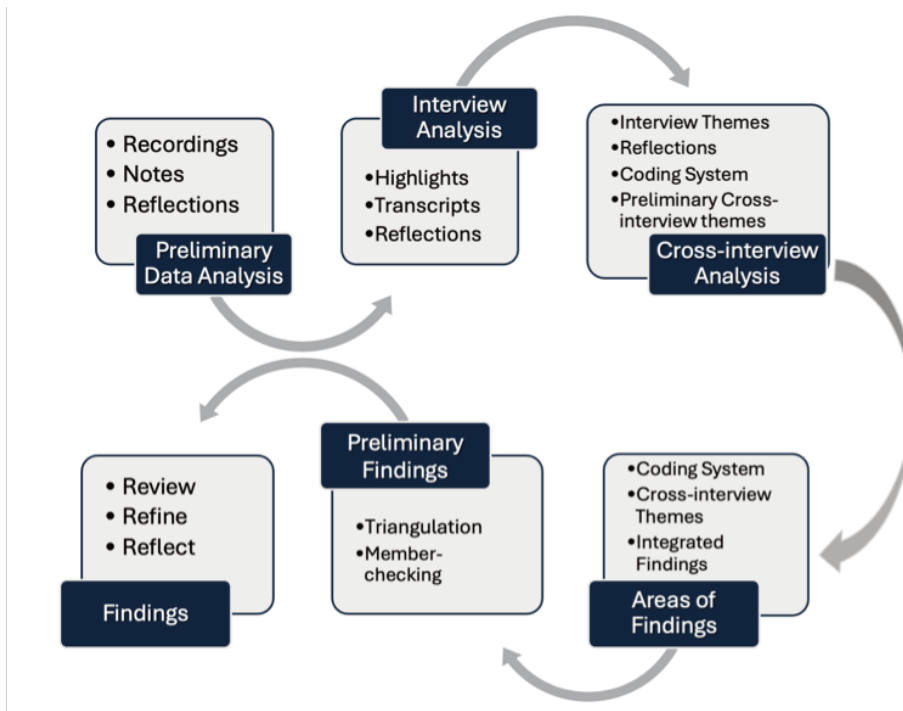 • Recordings
• Notes
• Reflections
Preliminary
Data Analysis
Interview
Analysis
•Highlights
•Transcripts
•Reflections
•Interview Themes
•Reflections
•Coding System
•Preliminary Cross-
interview themes
Cross-interview
Analysis
•Coding System
•Cross-interview
Themes
•Integrated
Findings
Areas of
Findings
Preliminary
Findings
•Triangulation
•Member-
checking
• Review
• Refine
• Reflect
Findings